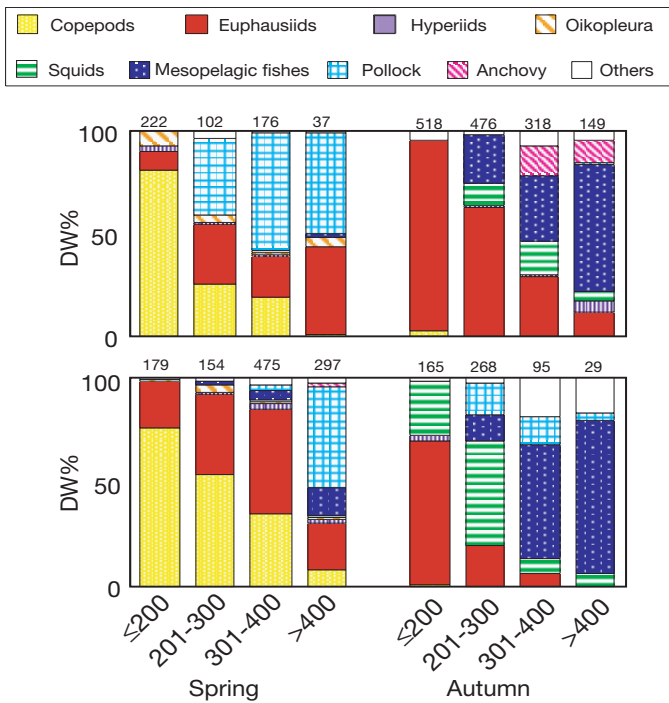 Copepods Euphausiids Hyperiids Oikopleura
Squids Mesopelagic fishes Pollock Anchovy Others
222 102 176 37 518 476 318 149
100
50
0
DW%
179 154 475 297 165 268 95 29
100
50
0
DW%
≤200 201-300 301-400 >400 ≤200 201-300 301-400 >400
Spring Autumn